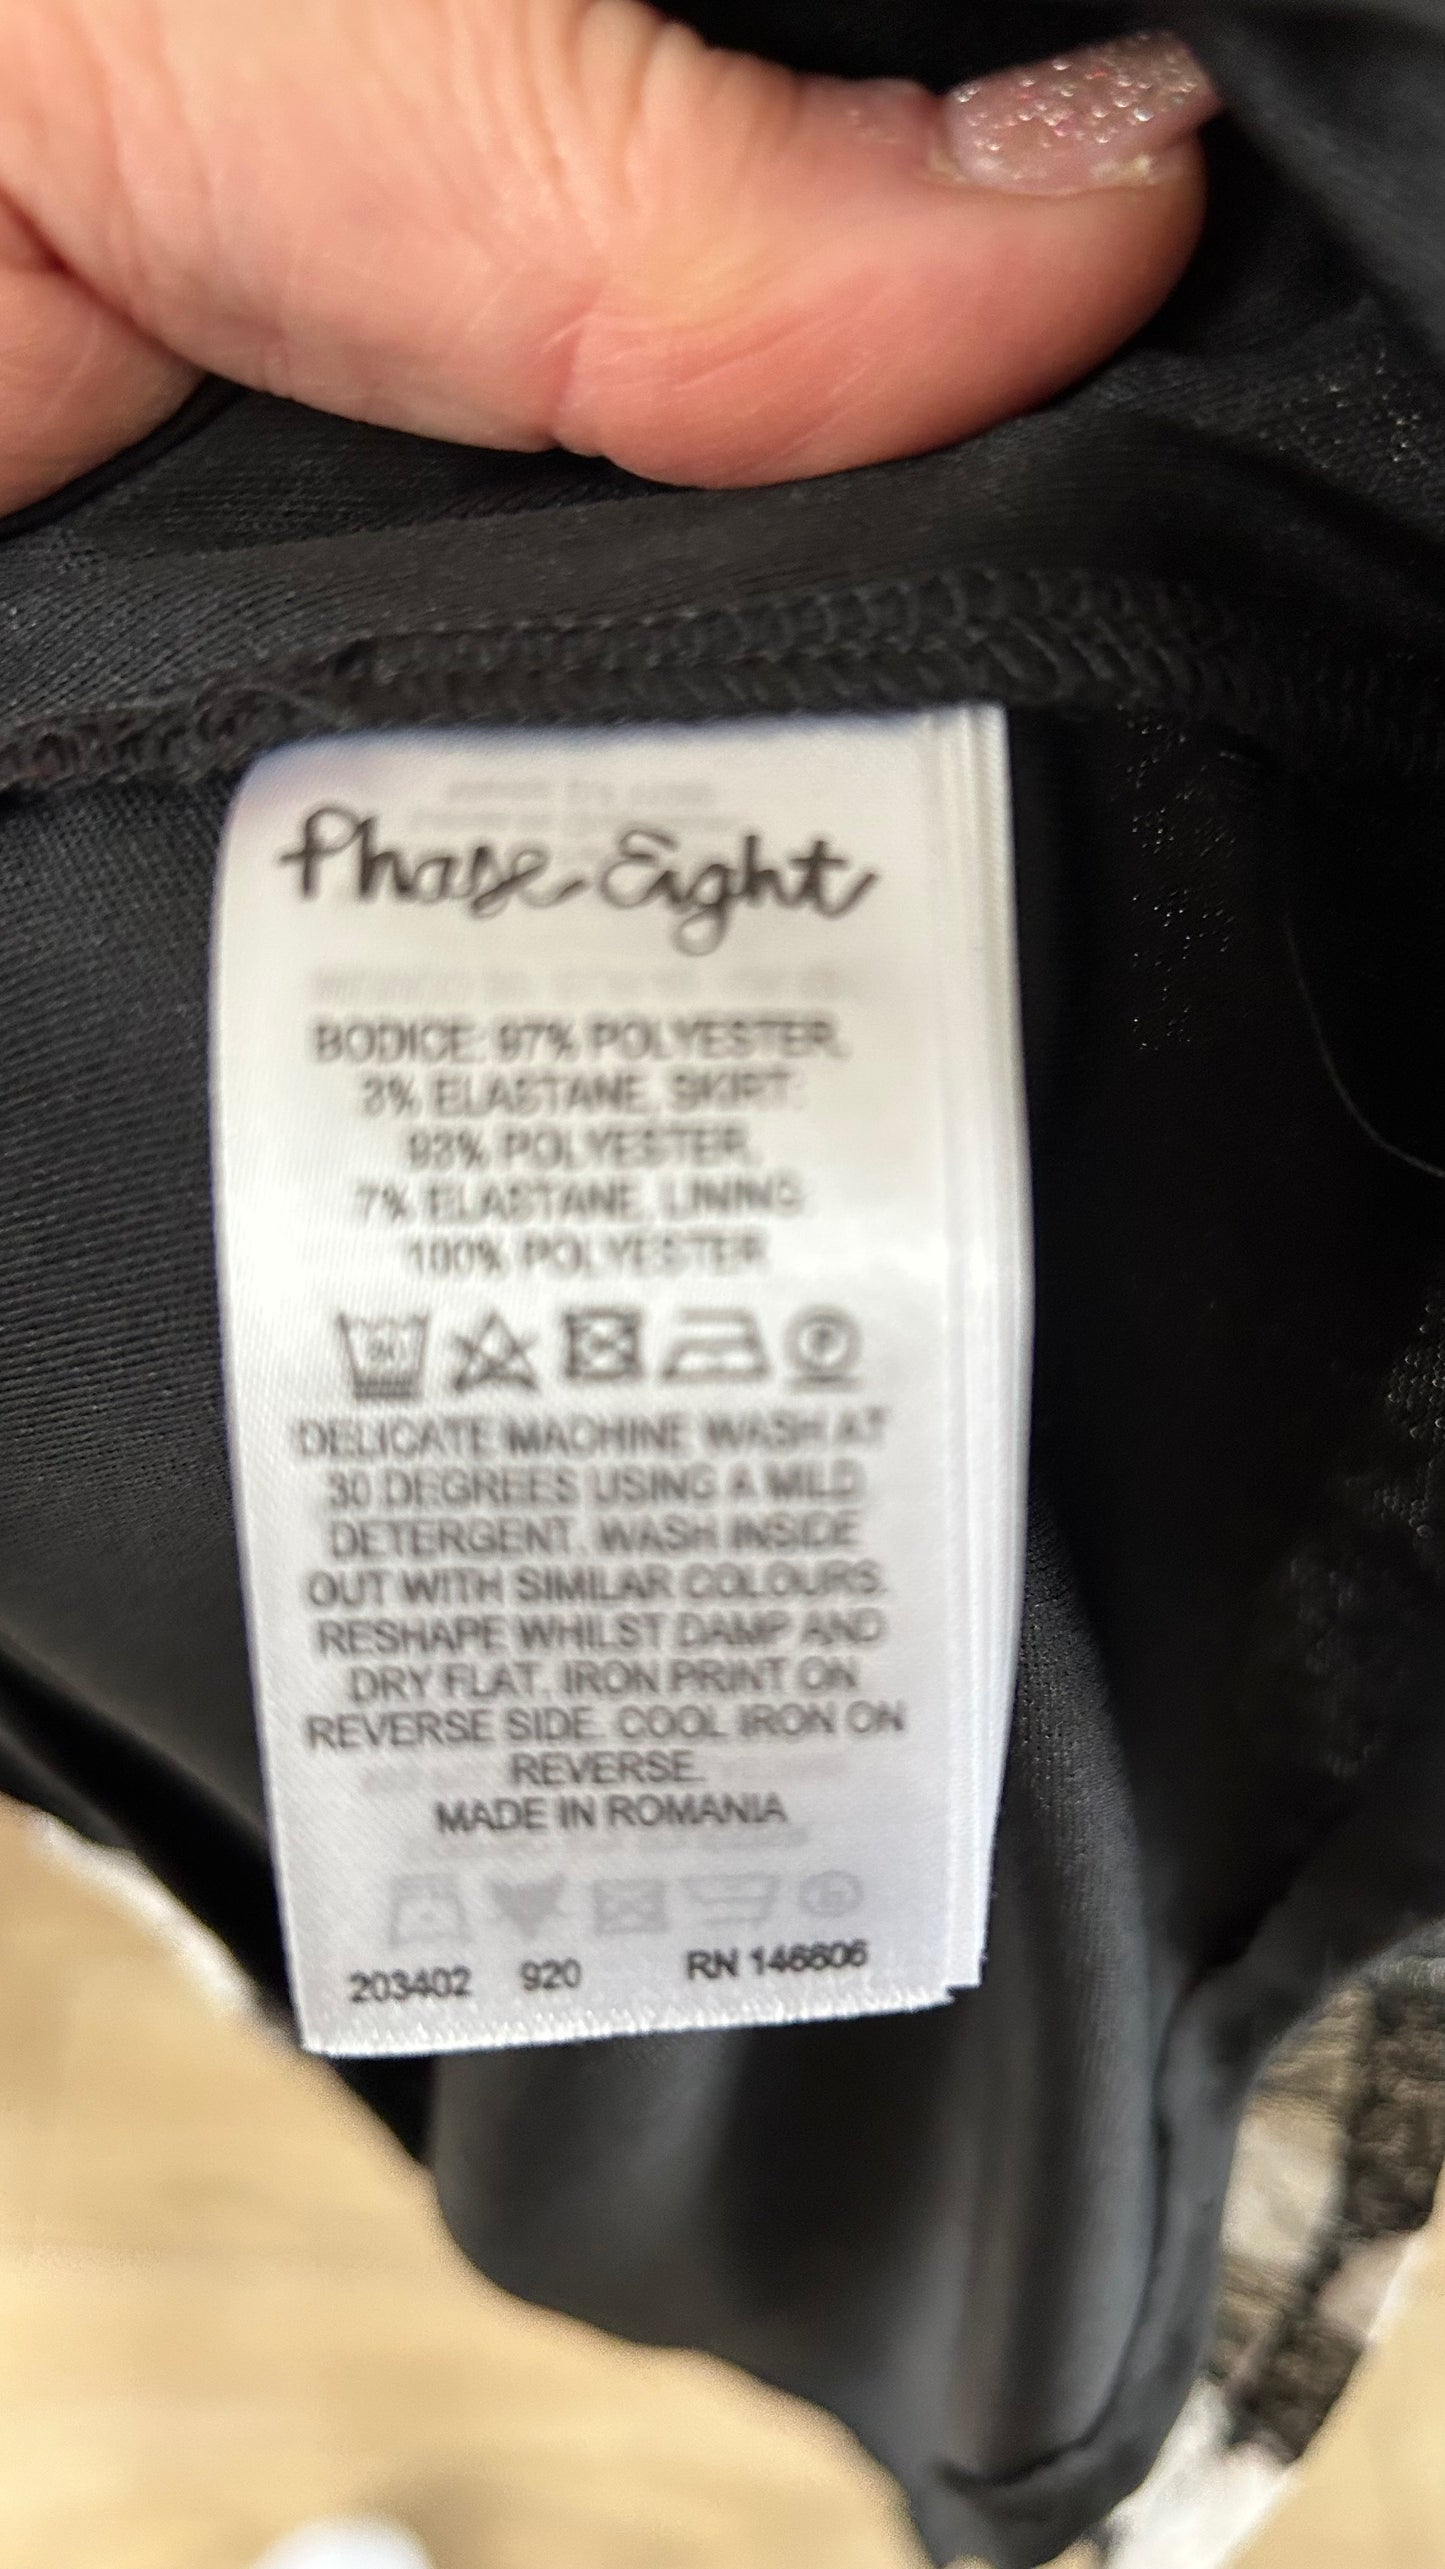 Phase Eight
BODICE: 97% POLYESTER,
3% ELASTANE, SKIRT:
93% POLYESTER,
7% ELASTANE, LINING:
100% POLYESTER
30
P
DELICATE MACHINE WASH AT
30 DEGREES USING A MILD
DETERGENT. WASH INSIDE
OUT WITH SIMILAR COLOURS.
RESHAPE WHILST DAMP AND
DRY FLAT. IRON PRINT ON
REVERSE SIDE. COOL IRON ON
REVERSE.
MADE IN ROMANIA
203402 920 RN 146606